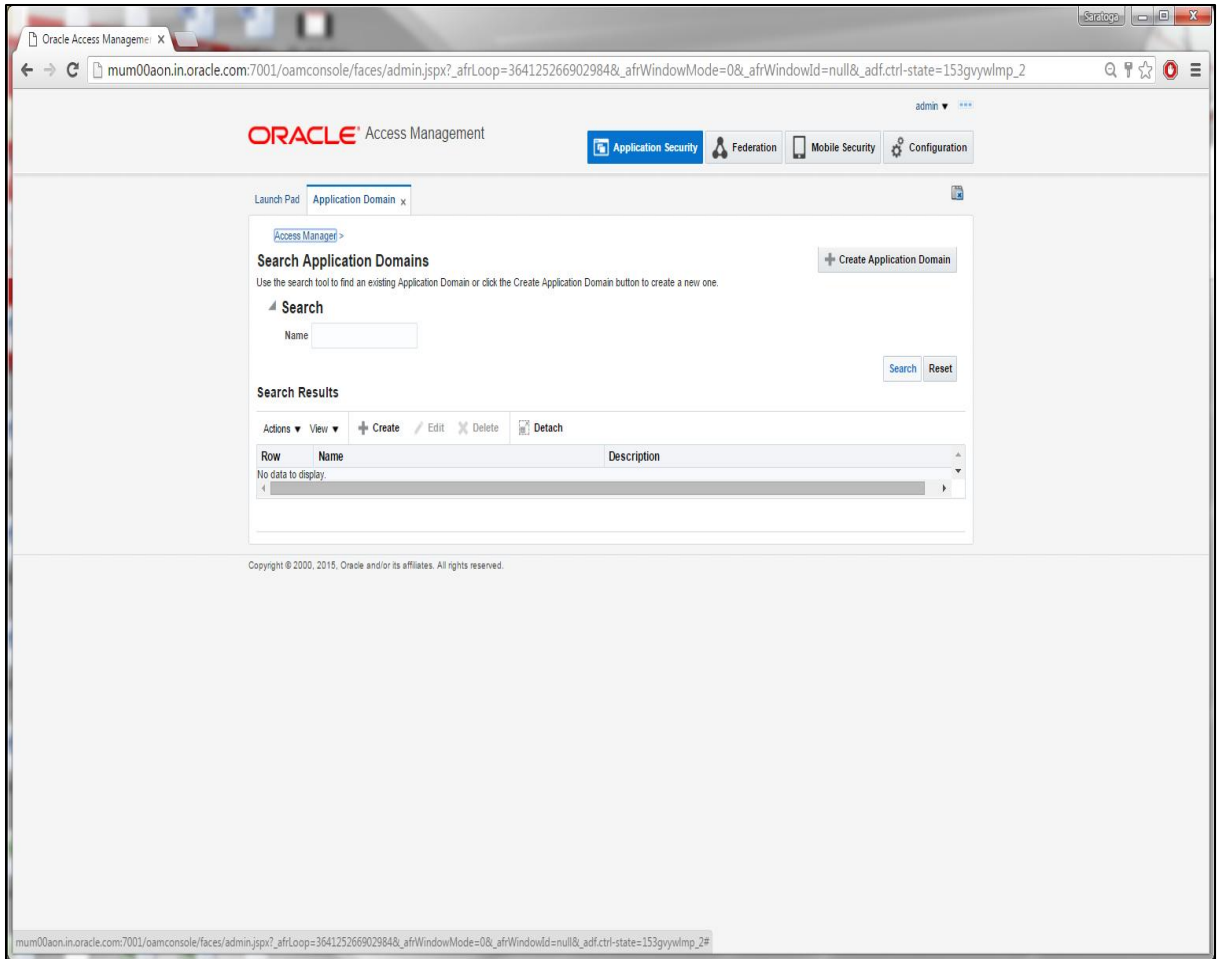 Saratoga
Oracle Access Managemer
mum00aon.in.oracle.com:7001/oamconsole/faces/admin.jspx?_afrLoop=364125266902984&_afrWindowMode=0&_afrWindowId=null&_adf.ctrl-state=153gvywlmp_2
admin
ORACLE Access Management
Application Security Federation Mobile Security Configuration
Launch Pad Application Domain x
Access Manager >
Search Application Domains
Create Application Domain
Use the search tool to find an existing Application Domain or click the Create Application Domain button to create a new one.
Search
Name
Search Reset
Search Results
Actions View Create Edit Delete Detach
Row Name Description
No data to display.
Copyright © 2000, 2015, Oracle and/or its affiliates. All rights reserved.
mum00aon.in.oracle.com:7001/oamconsole/faces/admin.jspx?_afrLoop=364125266902984&_afrWindowMode=0&_afrWindowId=null&_adf.ctrl-state=153gvywlmp_2#